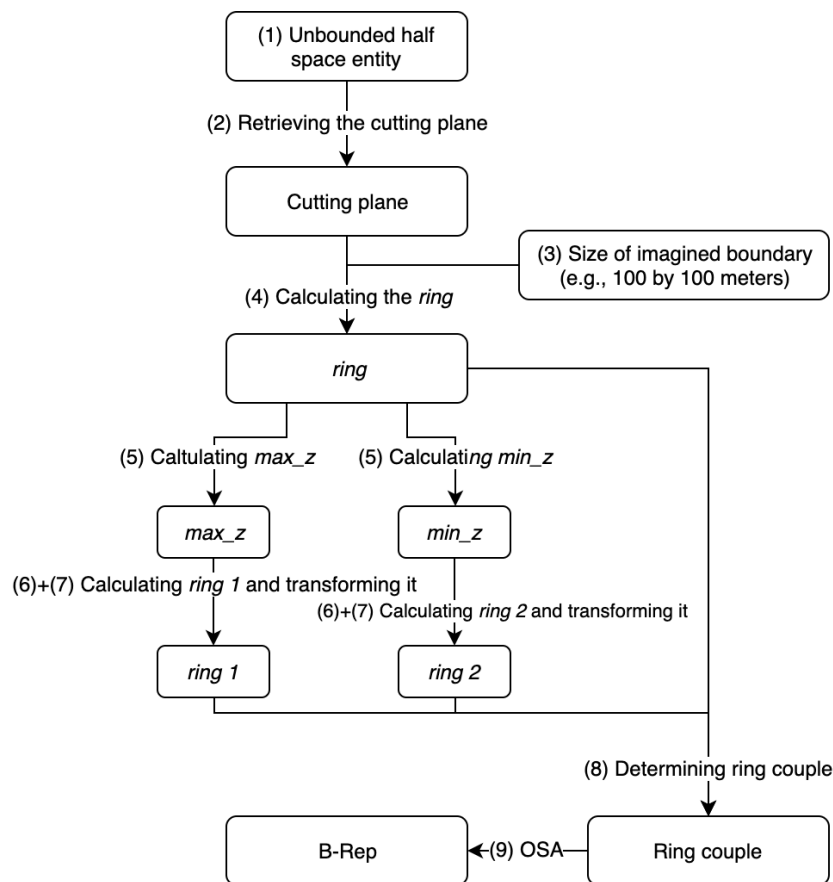 (1) Unbounded half
space entity
(2) Retrieving the cutting plane
Cutting plane
(3) Size of imagined boundary
(e.g., 100 by 100 meters)
(4) Calculating the ring
ring
(5) Caltulating max_z
(5) Calculating min_z
max_z
min_z
(6)+(7) Calculating ring 1 and transforming it
(6)+(7) Calculating ring 2 and transforming it
ring 1
ring 2
(8) Determining ring couple
B-Rep
(9) OSA
Ring couple